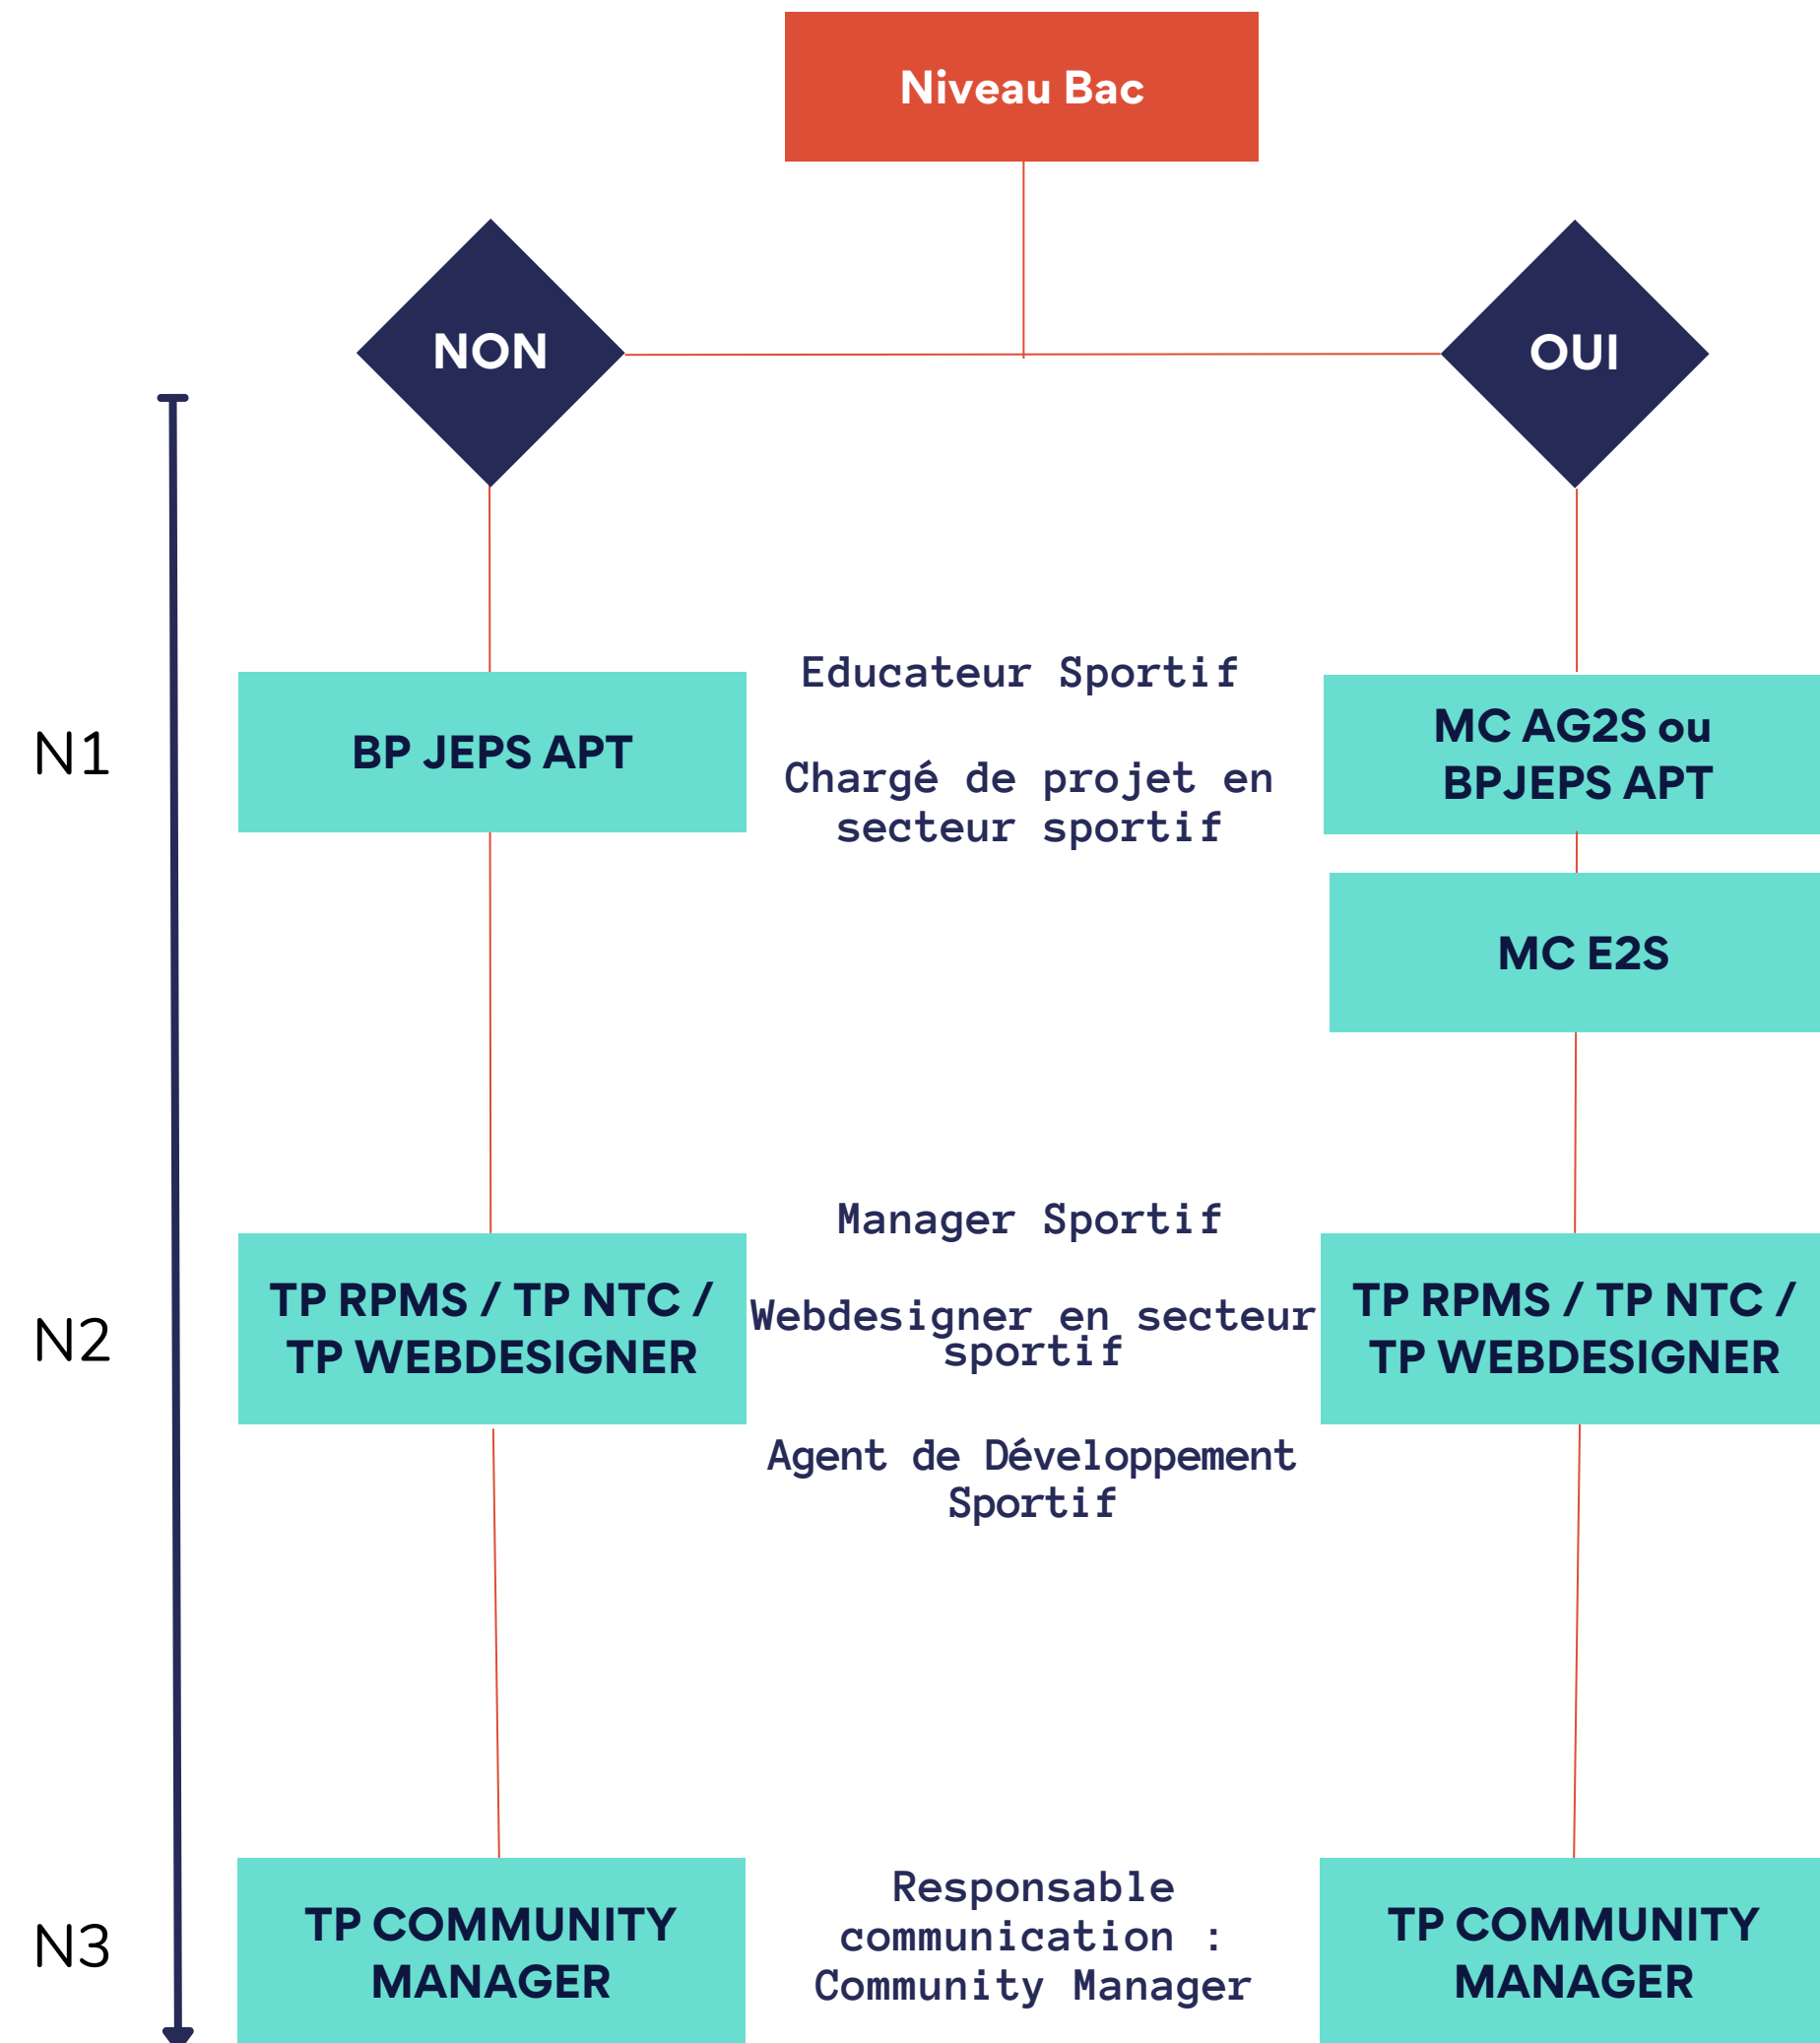 Niveau Bac
NON
OUI
N1
BP JEPS APT
Educateur Sportif
Chargé de projet en
secteur sportif
MC AG2S ou
BPJEPS APT
MC E2S
N2
TP RPMS / TP NTC /
TP WEBDESIGNER
Manager Sportif
Webdesigner en secteur
sportif
Agent de Développement
Sportif
TP RPMS / TP NTC /
TP WEBDESIGNER
N3
TP COMMUNITY
MANAGER
Responsable
communication :
Community Manager
TP COMMUNITY
MANAGER